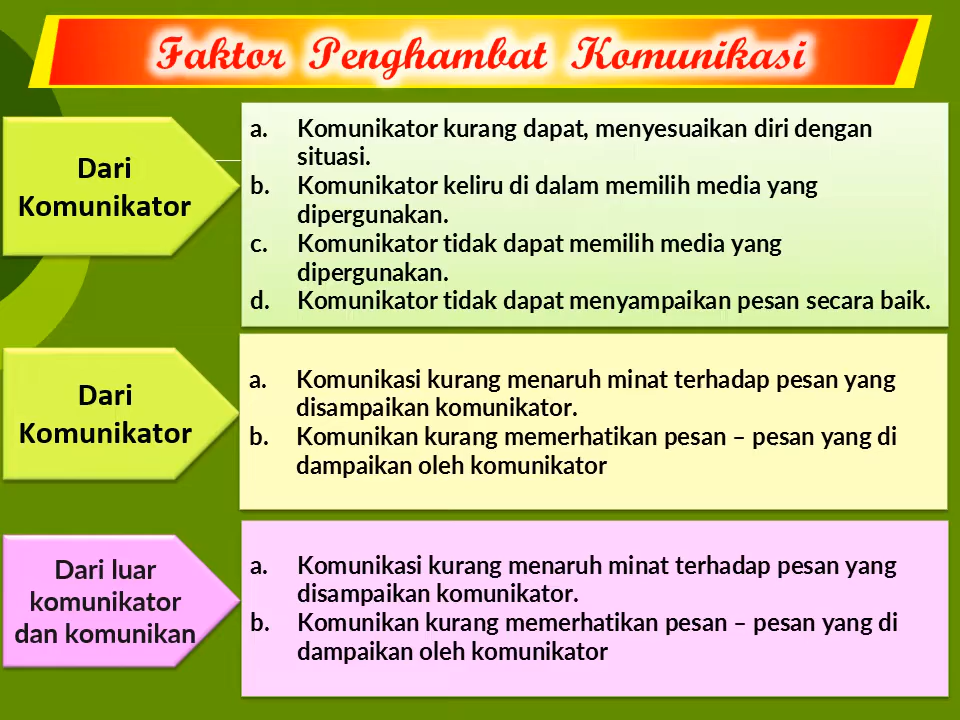 Faktor Penghambat Komunikasi
Dari
Komunikator
a. Komunikator kurang dapat, menyesuaikan diri dengan
situasi.
b. Komunikator keliru di dalam memilih media yang
dipergunakan.
c. Komunikator tidak dapat memilih media yang
dipergunakan.
d. Komunikator tidak dapat menyampaikan pesan secara baik.
Dari
Komunikator
a. Komunikasi kurang menaruh minat terhadap pesan yang
disampaikan komunikator.
b. Komunikan kurang memerhatikan pesan – pesan yang di
dampaikan oleh komunikator
Dari luar
komunikator
dan komunikan
a. Komunikasi kurang menaruh minat terhadap pesan yang
disampaikan komunikator.
b. Komunikan kurang memerhatikan pesan – pesan yang di
dampaikan oleh komunikator